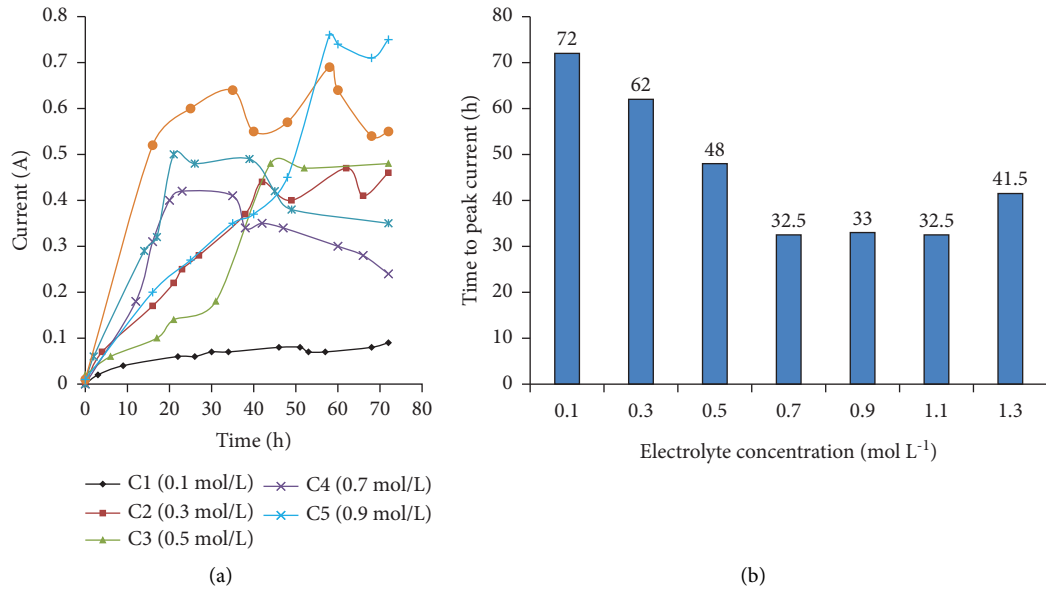 0.8
0.7
0.6
0.5
0.4
0.3
0.2
0.1
0
Current (A)
0 10 20 30 40 50 60 70 80
Time (h)
C1 (0.1 mol/L)
C2 (0.3 mol/L)
C3 (0.5 mol/L)
C4 (0.7 mol/L)
C5 (0.9 mol/L)
(a)
80
70
60
50
40
30
20
10
0
Time to peak current (h)
72 62 48 32.5 33 32.5 41.5
0.1 0.3 0.5 0.7 0.9 1.1 1.3
Electrolyte concentration (mol L-1)
(b)